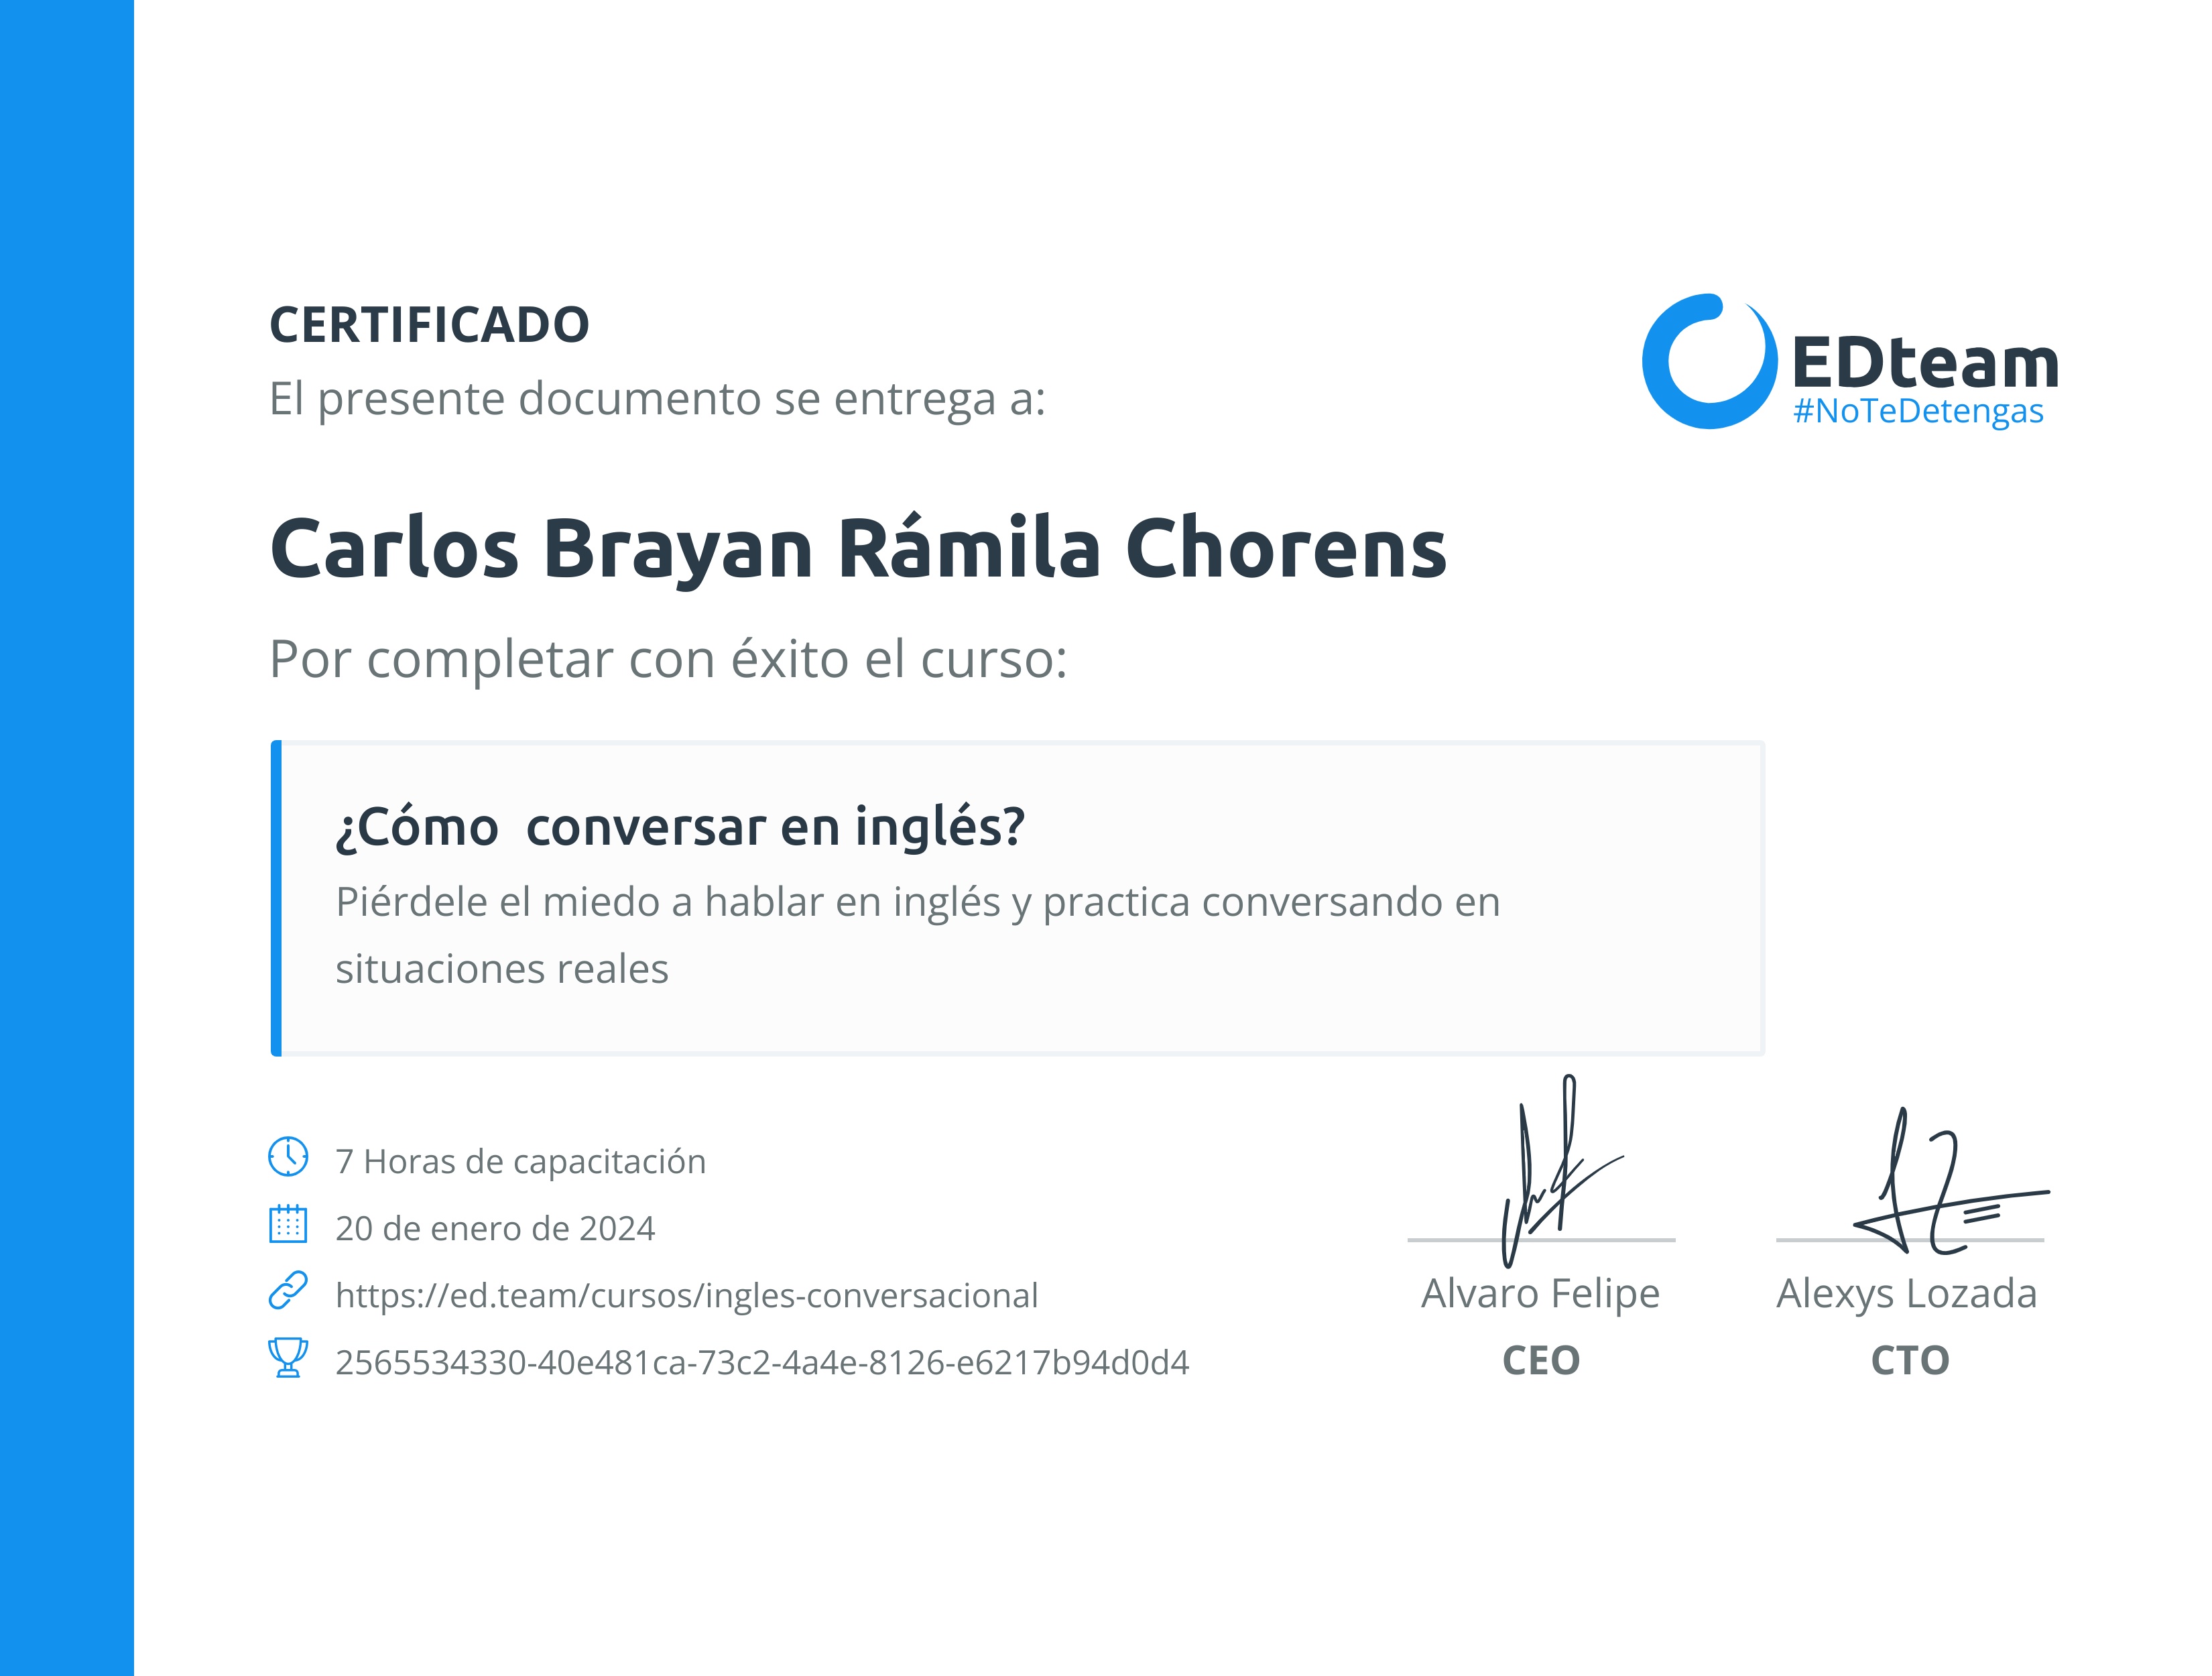 CERTIFICADO
El presente documento se entrega a:
EDteam
#NoTeDetengas
Carlos Brayan Rámila Chorens
Por completar con éxito el curso:
¿Cómo  conversar en inglés?
Piérdele el miedo a hablar en inglés y practica conversando en
situaciones reales
7 Horas de capacitación
20 de enero de 2024
https://ed.team/cursos/ingles-conversacional
2565534330-40e481ca-73c2-4a4e-8126-e6217b94d0d4
Alvaro Felipe
CEO
Alexys Lozada
CTO